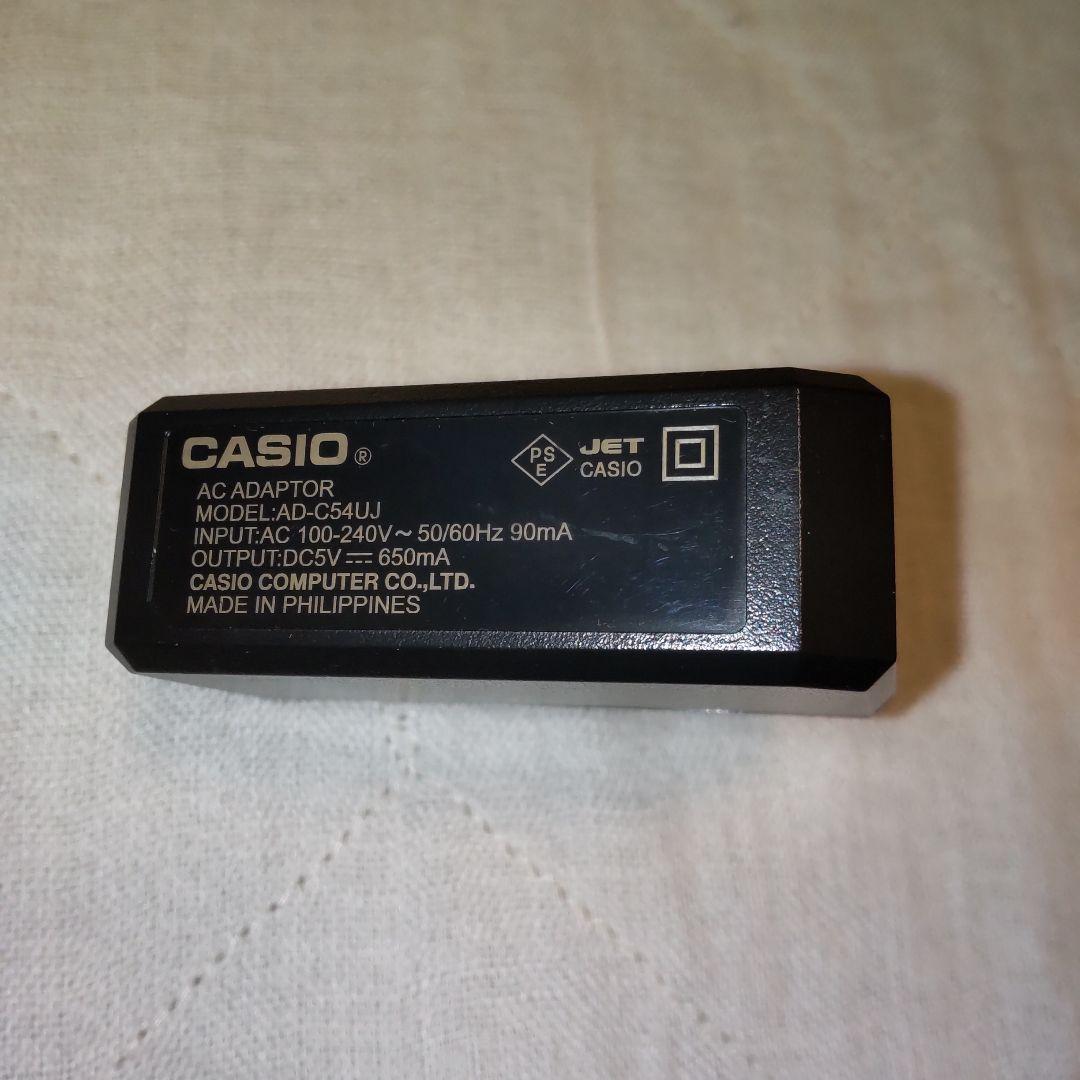 CASIO®
AC ADAPTOR
MODEL:AD-C54UJ
INPUT:AC 100-240V～50/60Hz 90mA
OUTPUT:DC5V⎓650mA
CASIO COMPUTER CO.,LTD.
MADE IN PHILIPPINES
PS
E
JET
CASIO